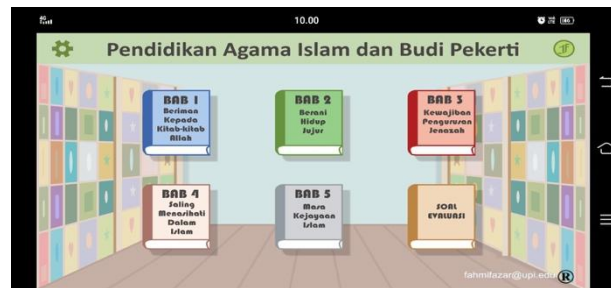 10.00
Pendidikan Agama Islam dan Budi Pekerti
BAB 1
Beriman
Kepada
Kitab-kitab
Allah
BAB 2
Berani
Hidup
Jujur
BAB 3
Kewajiban
Pengurusan
Jenazah
BAB 4
Saling
Menasihati
Dalam
Islam
BAB 5
Masa
Kejayaan
Islam
SOAL
EVALUASI
fahmifazar@upi.edu
®